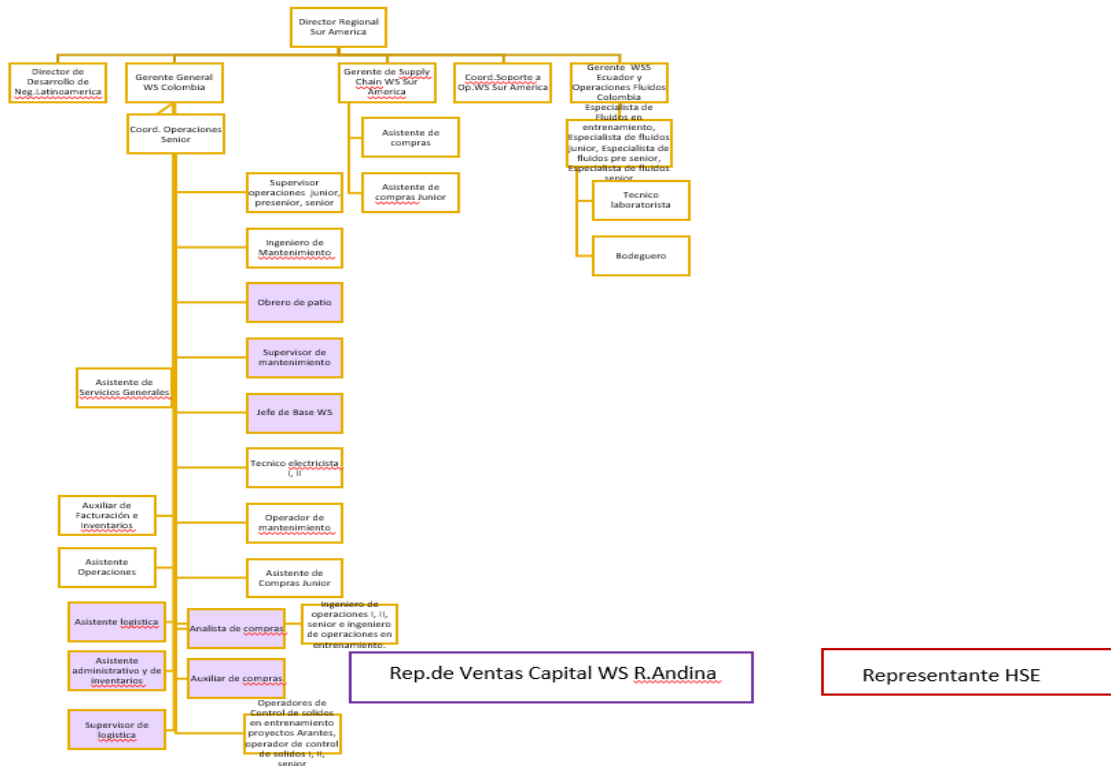 Director Regional
Sur America
Director de
Desarrollo de
Neg.Latinoamerica
Gerente General
WS Colombia
Gerente de Supply
Chain WS Sur
America
Coord.Soporte a
Op.WS Sur America
Gerente WSS
Ecuador y
Operaciones Fluidos
Colombia
Coord. Operaciones
Senior
Asistente de
compras
Asistente de
compras Junior
Especialista de
Fluidos en
entrenamiento,
Especialista de fluidos
junior, Especialista de
fluidos pre senior,
Especialista de fluidos
senior
Tecnico
laboratorista
Bodeguero
Supervisor
operaciones junior,
presenior, senior
Ingeniero de
Mantenimiento
Obrero de patio
Supervisor de
mantenimiento
Asistente de
Servicios Generales
Jefe de Base WS
Tecnico electricista
I, II
Auxiliar de
Facturación e
Inventarios
Operador de
mantenimiento
Asistente
Operaciones
Asistente de
Compras Junior
Asistente logistica
Analista de compras
Ingeniero de
operaciones I, II,
senior e ingeniero
de operaciones en
entrenamiento.
Asistente
administrativo y de
inventarios
Auxiliar de compras
Rep.de Ventas Capital WS R.Andina
Representante HSE
Supervisor de
logistica
Operadores de
Control de solidos
en entrenamiento
proyectos Arantes,
operador de control
de solidos I, II,
senior